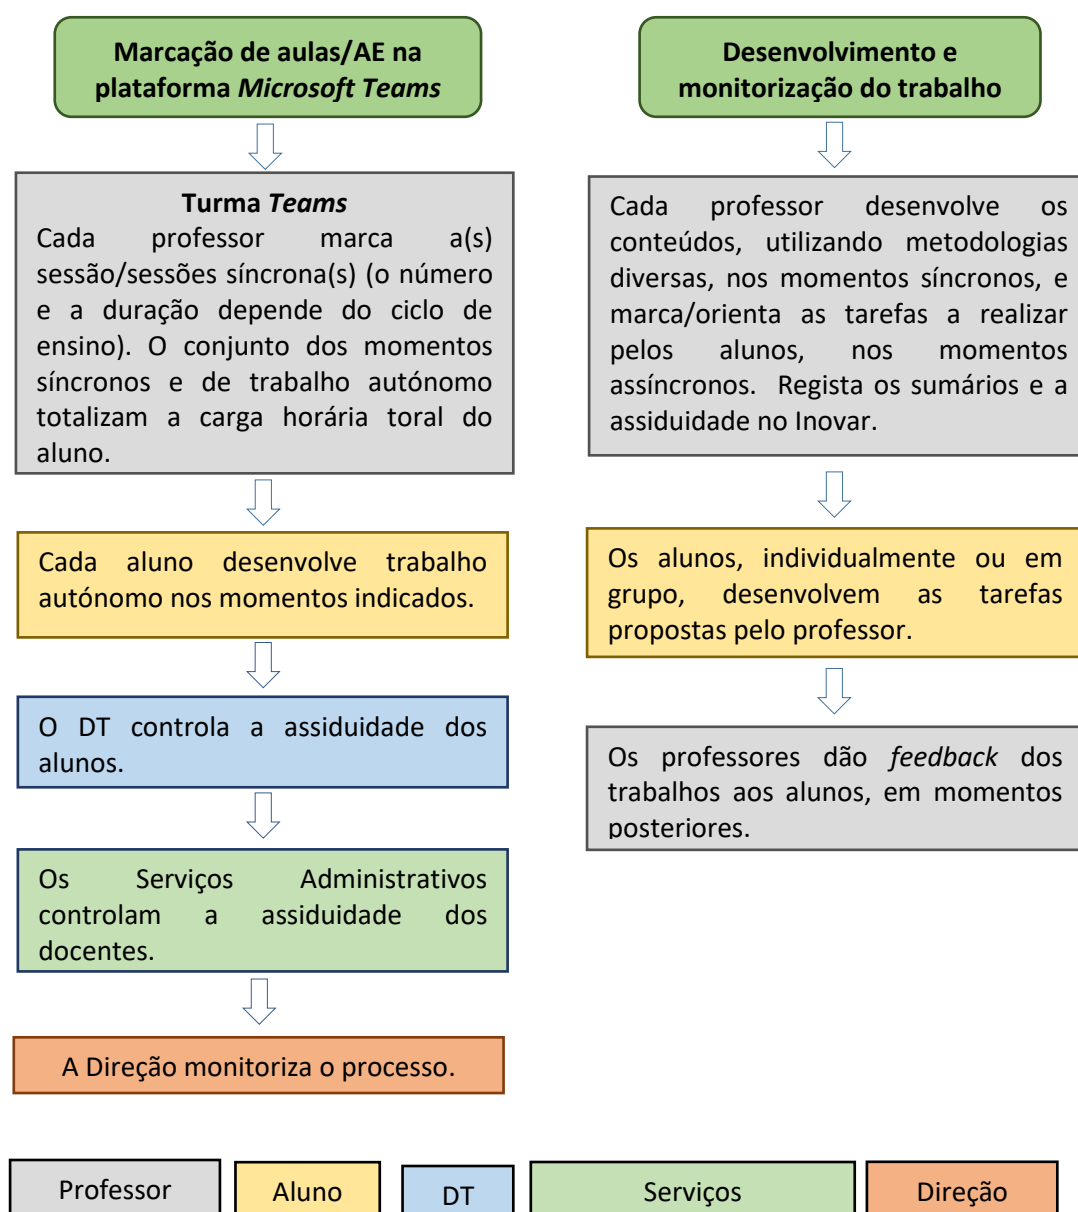 Marcação de aulas/AE na
plataforma Microsoft Teams
Turma Teams
Cada professor marca a(s)
sessão/sessões síncrona(s) (o número
e a duração depende do ciclo de
ensino). O conjunto dos momentos
síncronos e de trabalho autónomo
totalizam a carga horária toral do
aluno.
Cada aluno desenvolve trabalho
autónomo nos momentos indicados.
O DT controla a assiduidade dos
alunos.
Os Serviços Administrativos
controlam a assiduidade dos
docentes.
A Direção monitoriza o processo.
Desenvolvimento e
monitorização do trabalho
Cada professor desenvolve os
conteúdos, utilizando metodologias
diversas, nos momentos síncronos, e
marca/orienta as tarefas a realizar
pelos alunos, nos momentos
assíncronos. Regista os sumários e a
assiduidade no Inovar.
Os alunos, individualmente ou em
grupo, desenvolvem as tarefas
propostas pelo professor.
Os professores dão feedback dos
trabalhos aos alunos, em momentos
posteriores.
Professor
Aluno
DT
Serviços
Direção